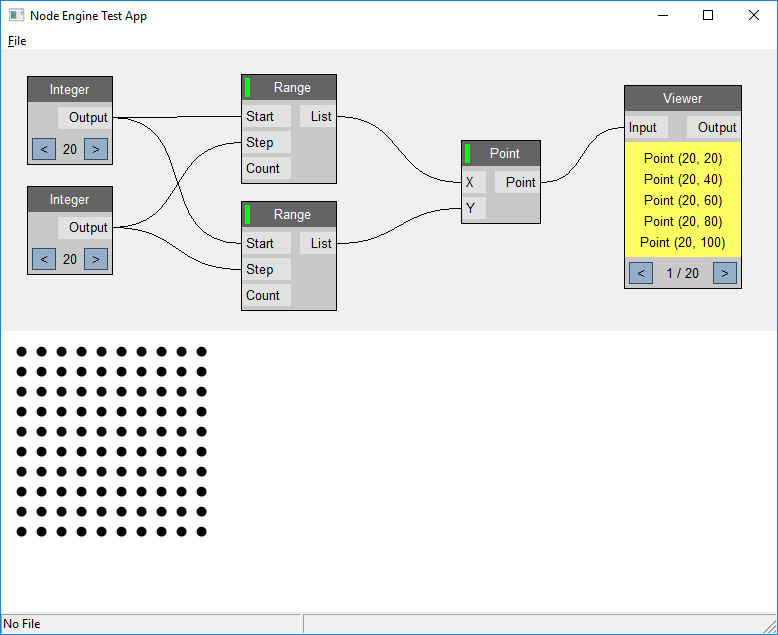 Node Engine Test App
File
Integer
Output
< 20 >
Integer
Output
< 20 >
Range
Start List
Step
Count
Range
Start List
Step
Count
Point
X Point
Y
Viewer
Input Output
Point (20, 20)
Point (20, 40)
Point (20, 60)
Point (20, 80)
Point (20, 100)
< 1 / 20 >
No File